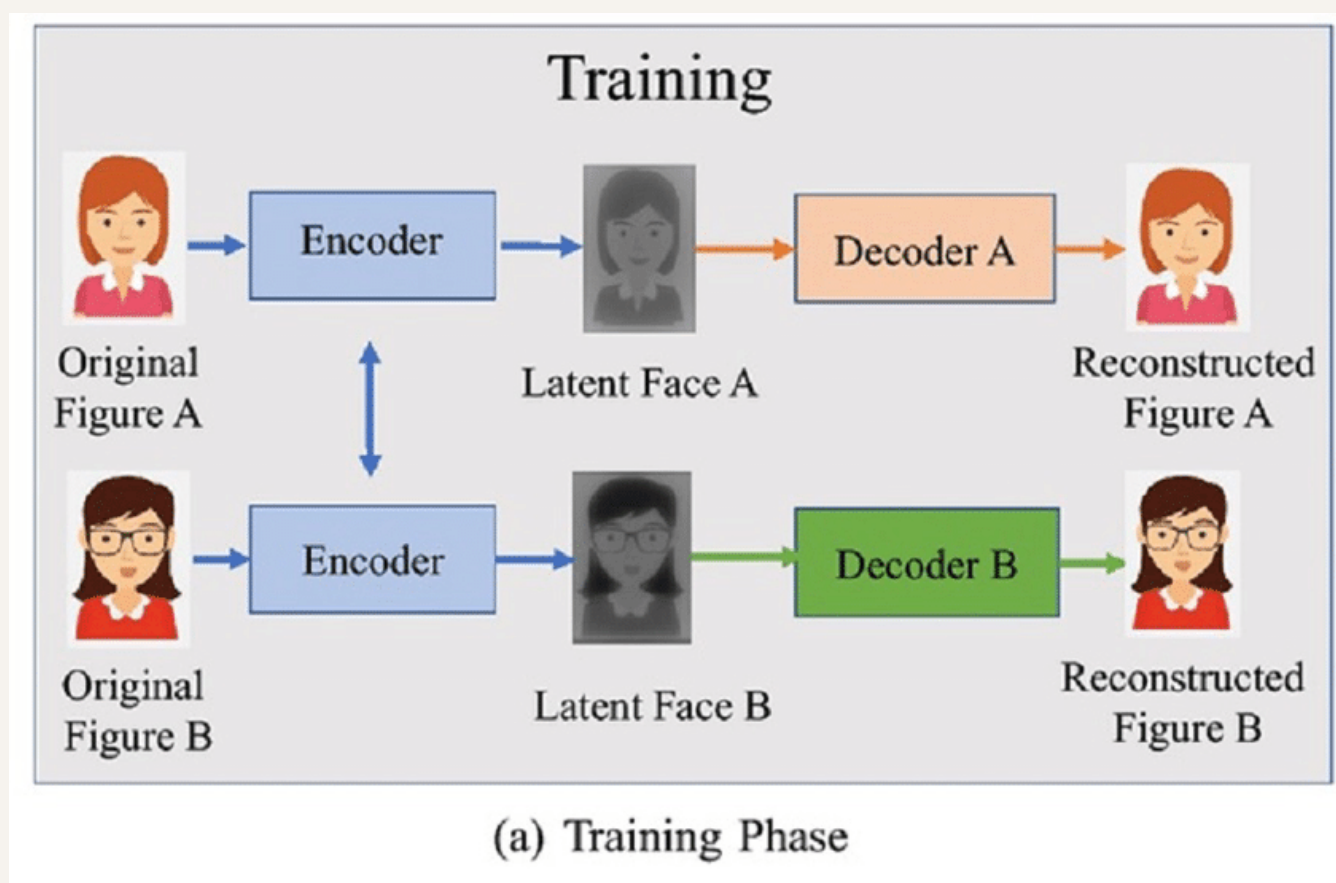 Training
Encoder
Decoder A
Original
Figure A
Latent Face A
Reconstructed
Figure A
Encoder
Decoder B
Original
Figure B
Latent Face B
Reconstructed
Figure B
(a) Training Phase